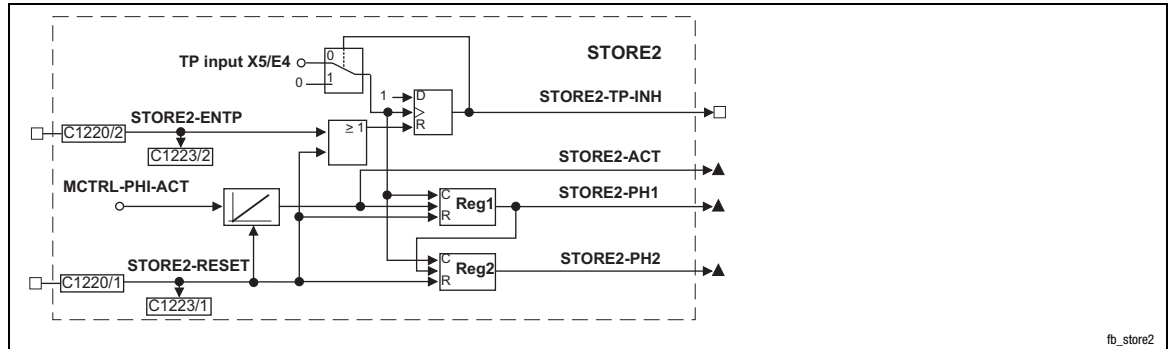 STORE2
TP input X5/E4
0
1
0
1
D
R
STORE2-TP-INH
STORE2-ENTP
C1220/2
C1223/2
≥ 1
STORE2-ACT
MCTRL-PHI-ACT
C
R
Reg1
STORE2-PH1
STORE2-RESET
C1220/1
C1223/1
C
R
Reg2
STORE2-PH2
fb_store2